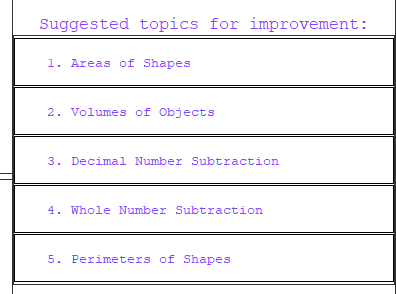 Suggested topics for improvement:
1. Areas of Shapes
2. Volumes of Objects
3. Decimal Number Subtraction
4. Whole Number Subtraction
5. Perimeters of Shapes